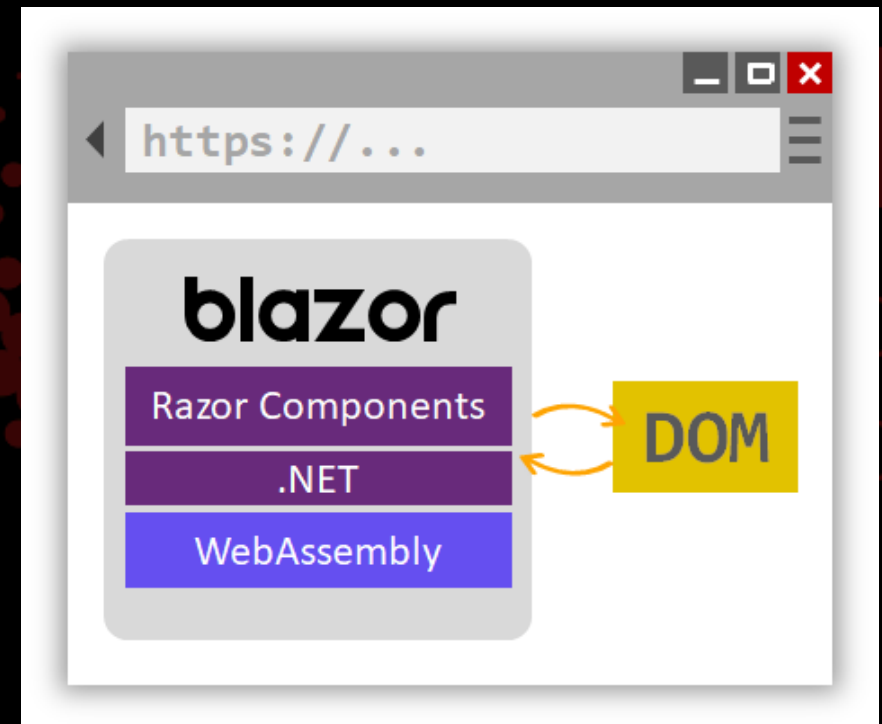 https://...
blazor
Razor Components
.NET
WebAssembly
DOM